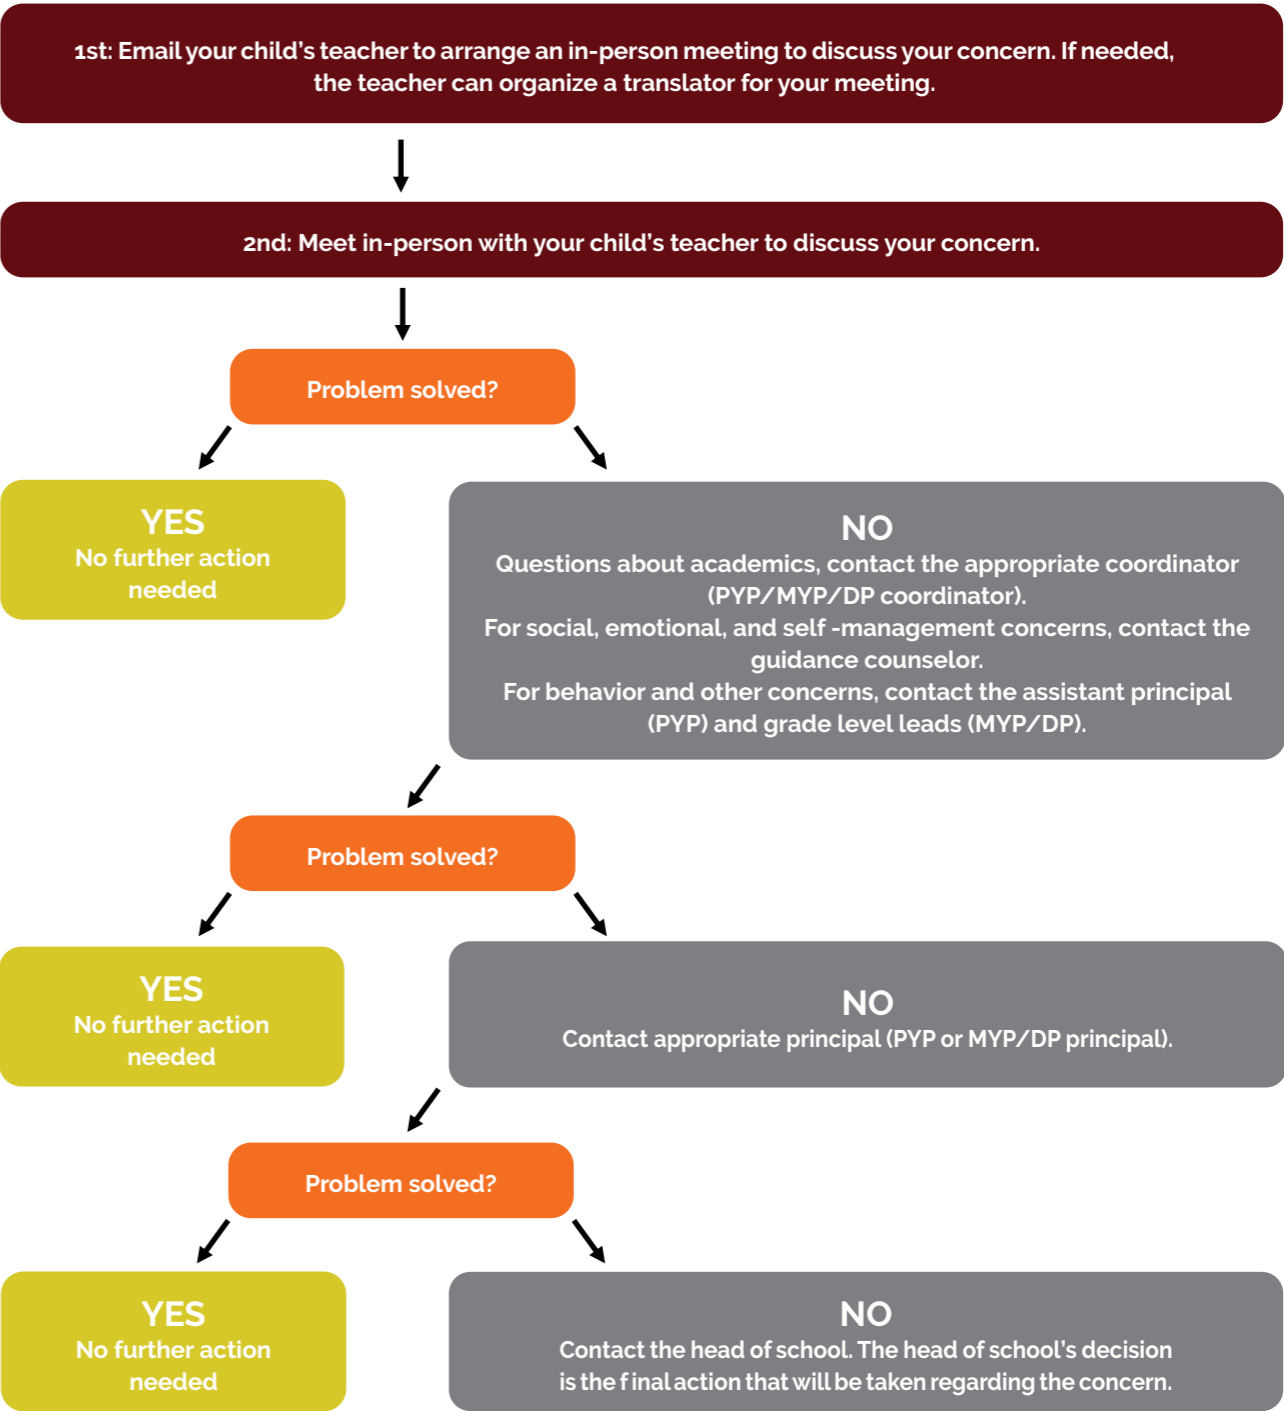 1st: Email your child's teacher to arrange an in-person meeting to discuss your concern. If needed,
the teacher can organize a translator for your meeting.
2nd: Meet in-person with your child's teacher to discuss your concern.
Problem solved?
YES
No further action
needed
NO
Questions about academics, contact the appropriate coordinator
(PYP/MYP/DP coordinator).
For social, emotional, and self -management concerns, contact the
guidance counselor.
For behavior and other concerns, contact the assistant principal
(PYP) and grade level leads (MYP/DP).
Problem solved?
YES
No further action
needed
NO
Contact appropriate principal (PYP or MYP/DP principal).
Problem solved?
YES
No further action
needed
NO
Contact the head of school. The head of school's decision
is the f inal action that will be taken regarding the concern.